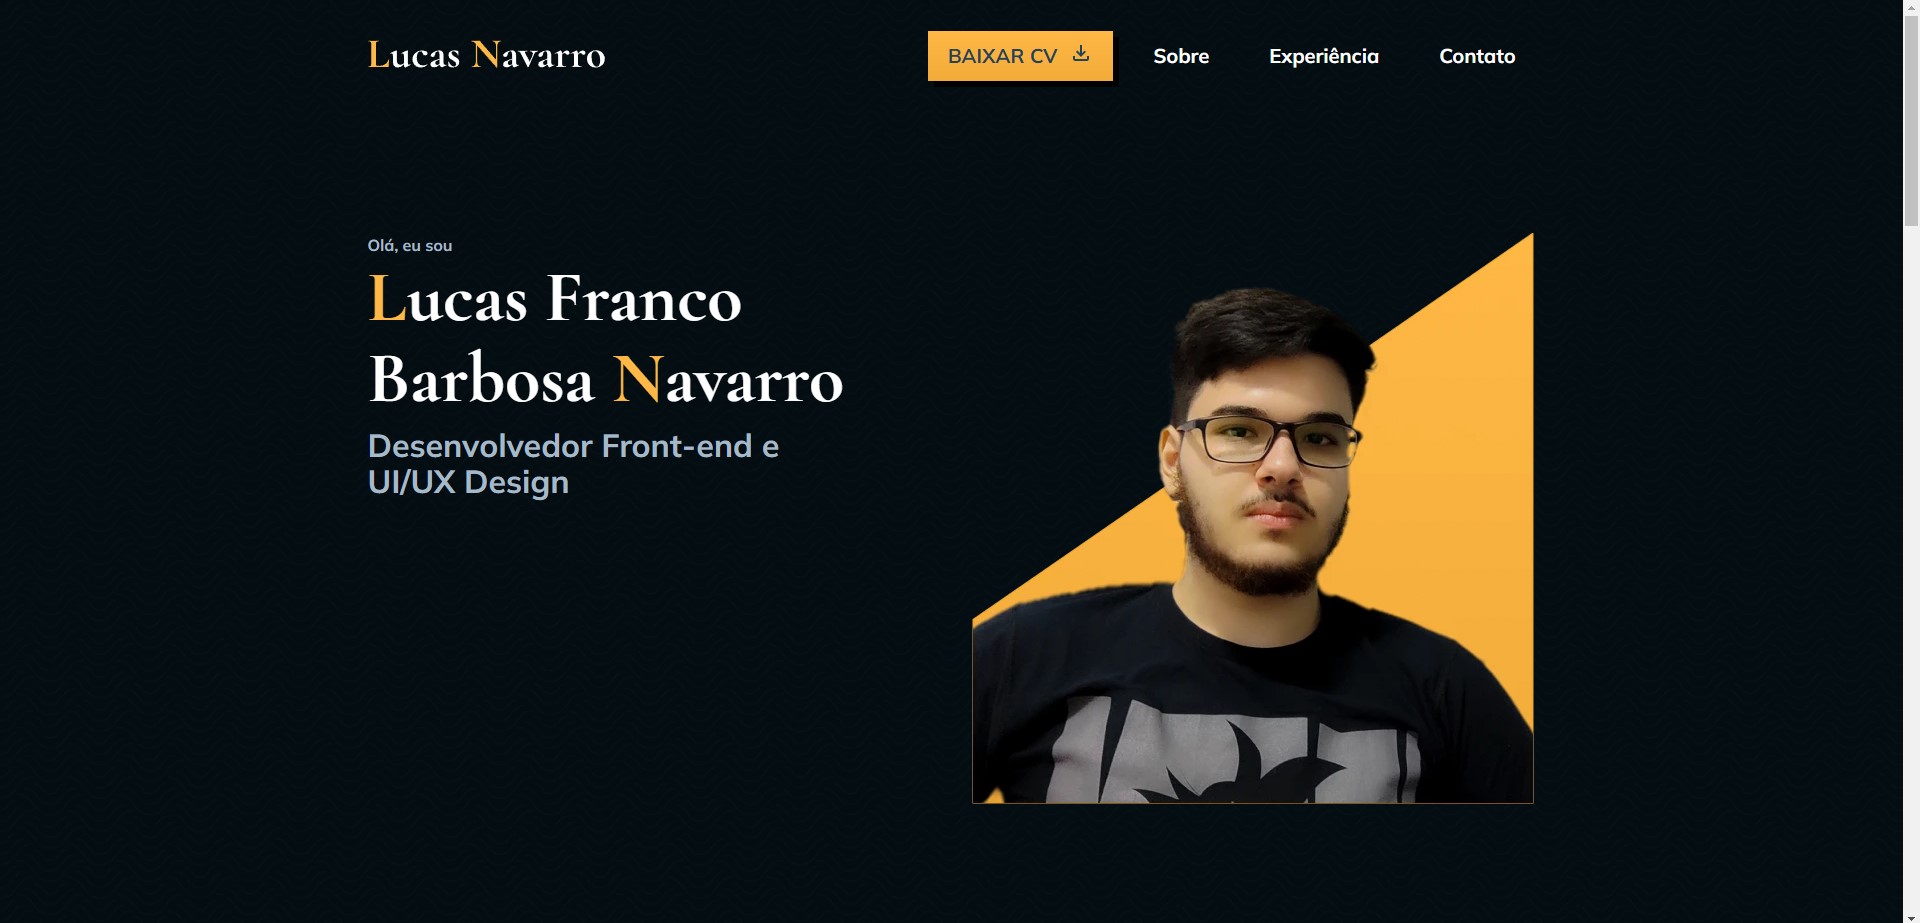 Lucas Navarro
BAIXAR CV
Sobre
Experiência
Contato
Olá, eu sou
Lucas Franco
Barbosa Navarro
Desenvolvedor Front-end e
UI/UX Design